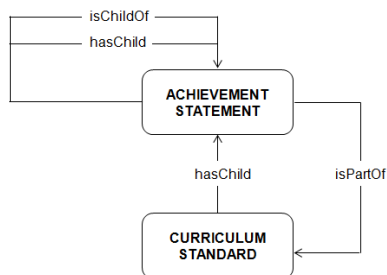 isChildOf
hasChild
ACHIEVEMENT
STATEMENT
hasChild
isPartOf
CURRICULUM
STANDARD